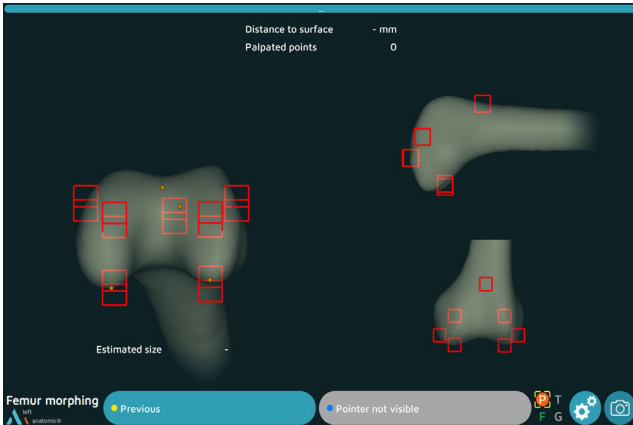 Distance to surface - mm
Palpated points 0
Estimated size -
Femur morphing
left
anatomic®
Previous
Pointer not visible
P T
F G